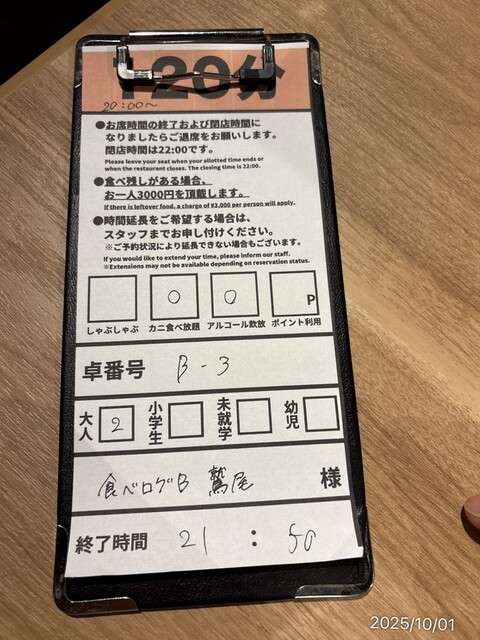 120分
20:00〜
●お席時間の終了および閉店時間に
なりましたらご退席をお願いします。
閉店時間は22:00です。
Please leave your seat when your allotted time ends or
when the restaurant closes. The closing time is 22:00.
●食べ残しがある場合、
お一人3000円を頂戴します。
If there is leftover food, a charge of ¥3,000 per person will apply.
●時間延長をご希望する場合は、
スタッフまでお申し付けください。
※ご予約状況により延長できない場合もございます。
If you would like to extend your time, please inform our staff.
※Extensions may not be available depending on reservation status.
○ ○ P
しゃぶしゃぶ カニ食べ放題 アルコール飲放 ポイント利用
卓番号 B-3
大人 2 小学生 未就学 幼児
食べログB 鷲尾 様
終了時間 21:50
2025/10/01